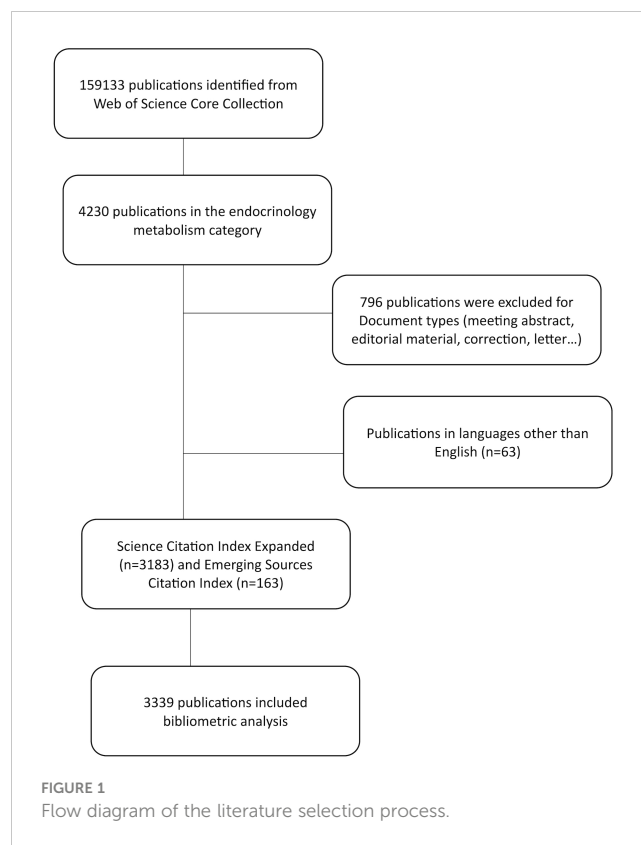 159133 publications identified from
Web of Science Core Collection
4230 publications in the endocrinology
metabolism category
796 publications were excluded for
Document types (meeting abstract,
editorial material, correction, letter...)
Publications in languages other than
English (n=63)
Science Citation Index Expanded
(n=3183) and Emerging Sources
Citation Index (n=163)
3339 publications included
bibliometric analysis
FIGURE 1
Flow diagram of the literature selection process.